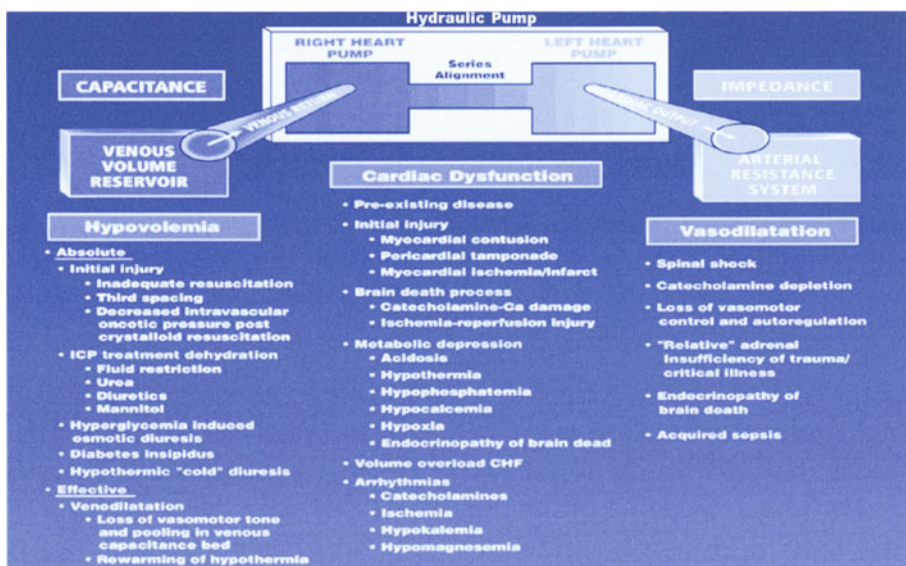 Hydraulic Pump
RIGHT HEART
PUMP
LEFT HEART
PUMP
Series
Alignment
CAPACITANCE
IMPEDANCE
VENOUS RETURN
CARDIAC OUTPUT
VENOUS
VOLUME
RESERVOIR
ARTERIAL
RESISTANCE
SYSTEM
Hypovolemia
• Absolute
• Initial injury
• Inadequate resuscitation
• Third spacing
• Decreased intravascular
oncotic pressure post
crystalloid resuscitation
• ICP treatment dehydration
• Fluid restriction
• Urea
• Diuretics
• Mannitol
• Hyperglycemia induced
osmotic diuresis
• Diabetes insipidus
• Hypothermic "cold" diuresis
• Effective
• Venodilatation
• Loss of vasomotor tone
and pooling in venous
capacitance bed
• Rewarming of hypothermia
Cardiac Dysfunction
• Pre-existing disease
• Initial injury
• Myocardial contusion
• Pericardial tamponade
• Myocardial ischemia/infarct
• Brain death process
• Catecholamine-Ca damage
• Ischemia-reperfusion injury
• Metabolic depression
• Acidosis
• Hypothermia
• Hypophosphatemia
• Hypocalcemia
• Hypoxia
• Endocrinopathy of brain dead
• Volume overload CHF
• Arrhythmias
• Catecholamines
• Ischemia
• Hypokalemia
• Hypomagnesemia
Vasodilatation
• Spinal shock
• Catecholamine depletion
• Loss of vasomotor
control and autoregulation
• "Relative" adrenal
Insufficiency of trauma/
critical illness
• Endocrinopathy of
brain death
• Acquired sepsis